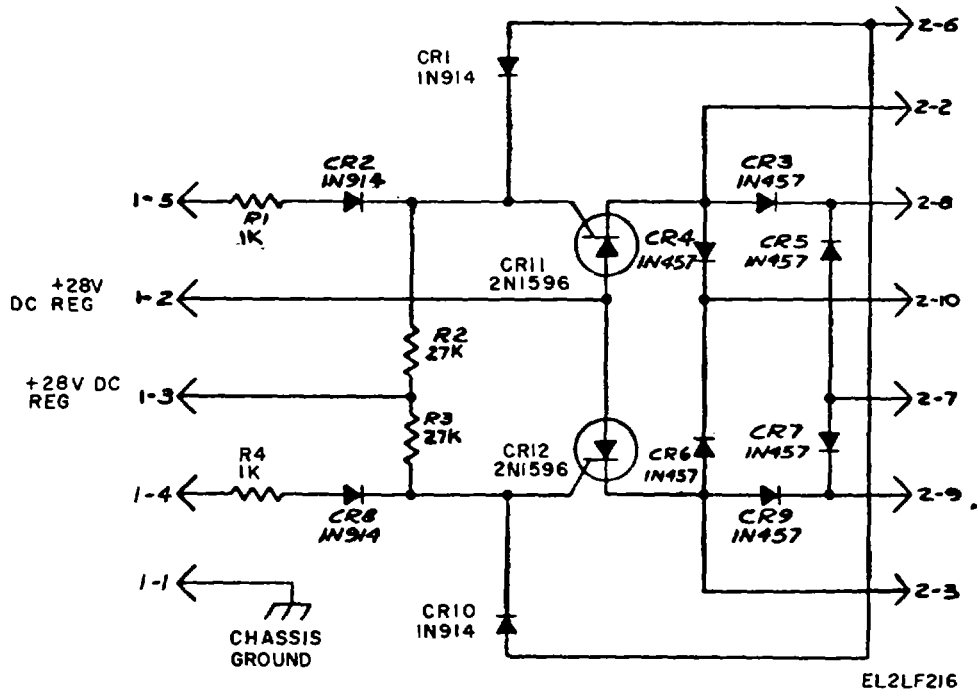 2-6
CR1
1N914
2-2
CR2
1N914
CR3
1N457
1-5
2-8
R1
1K
CR4
1N457
CR5
1N457
CR11
2N1596
+28V
DC REG
1-2
2-10
R2
27K
+28V DC
REG
1-3
2-7
R3
27K
CR12
2N1596
CR6
1N457
CR7
1N457
R4
1K
1-4
2-9
CR8
1N914
CR9
1N457
1-1
2-3
CR10
1N914
CHASSIS
GROUND
EL2LF216